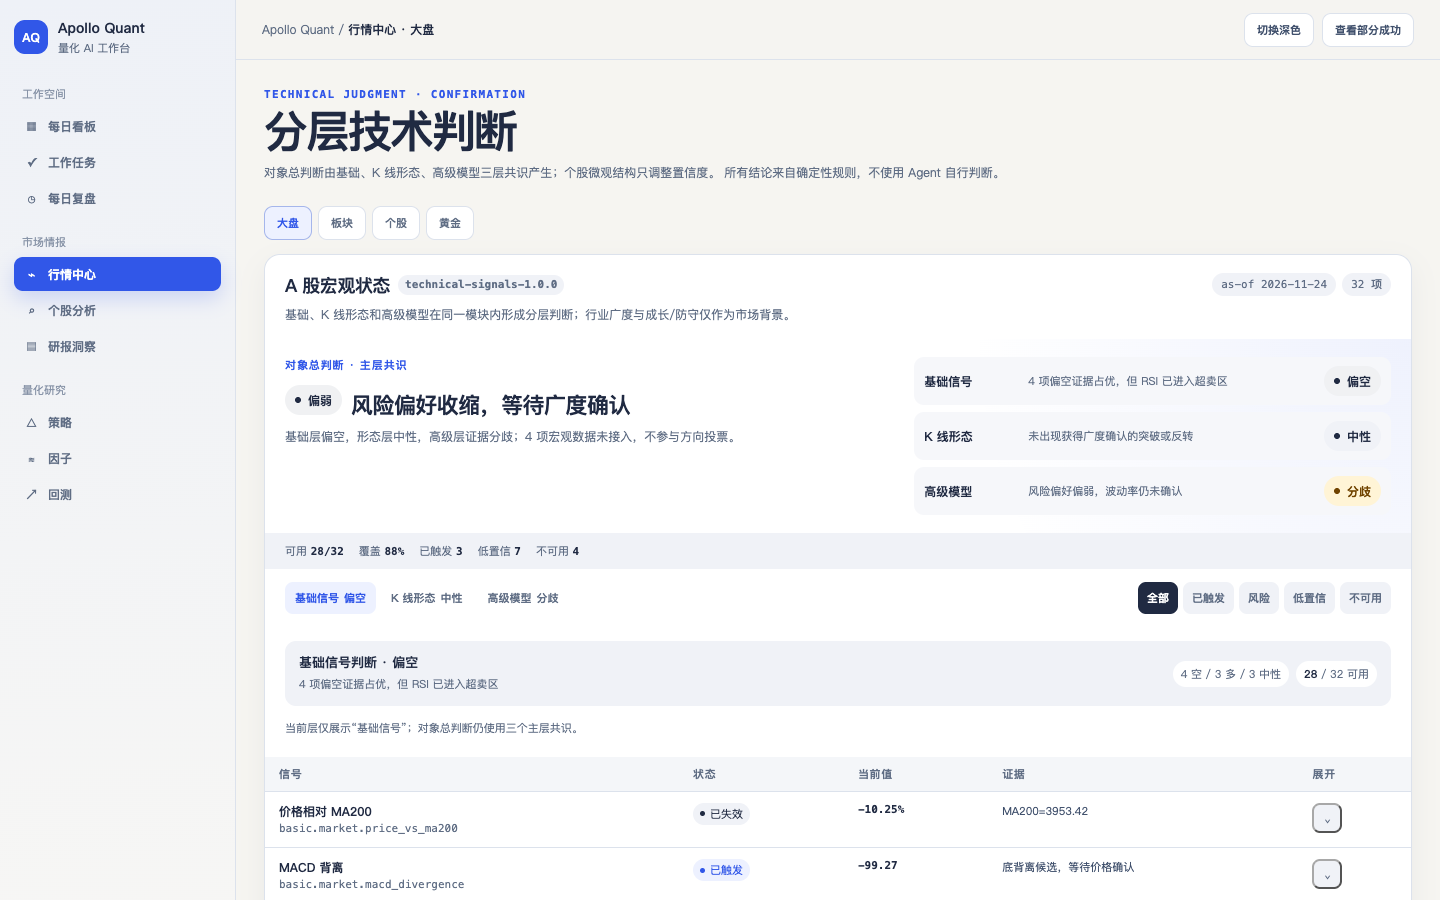 AQ
Apollo Quant
量化 AI 工作台
工作空间
每日看板
工作任务
每日复盘
市场情报
行情中心
个股分析
研报洞察
量化研究
策略
因子
回测
Apollo Quant / 行情中心 · 大盘
切换深色
查看部分成功
TECHNICAL JUDGMENT · CONFIRMATION
分层技术判断
对象总判断由基础、K 线形态、高级模型三层共识产生；个股微观结构只调整置信度。 所有结论来自确定性规则，不使用 Agent 自行判断。
大盘 板块 个股 黄金
A 股宏观状态 technical-signals-1.0.0
as-of 2026-11-24 32 项
基础、K 线形态和高级模型在同一模块内形成分层判断；行业广度与成长/防守仅作为市场背景。
对象总判断 · 主层共识
偏弱 风险偏好收缩，等待广度确认
基础层偏空，形态层中性，高级层证据分歧；4 项宏观数据未接入，不参与方向投票。
基础信号 4 项偏空证据占优，但 RSI 已进入超卖区 偏空
K 线形态 未出现获得广度确认的突破或反转 中性
高级模型 风险偏好偏弱，波动率仍未确认 分歧
可用 28/32 覆盖 88% 已触发 3 低置信 7 不可用 4
基础信号 偏空 K 线形态 中性 高级模型 分歧
全部 已触发 风险 低置信 不可用
基础信号判断 · 偏空
4 项偏空证据占优，但 RSI 已进入超卖区
4 空 / 3 多 / 3 中性 28 / 32 可用
当前层仅展示“基础信号”；对象总判断仍使用三个主层共识。
信号 状态 当前值 证据 展开
价格相对 MA200 已失效 -10.25% MA200=3953.42
basic.market.price_vs_ma200
MACD 背离 已触发 -99.27 底背离候选，等待价格确认
basic.market.macd_divergence